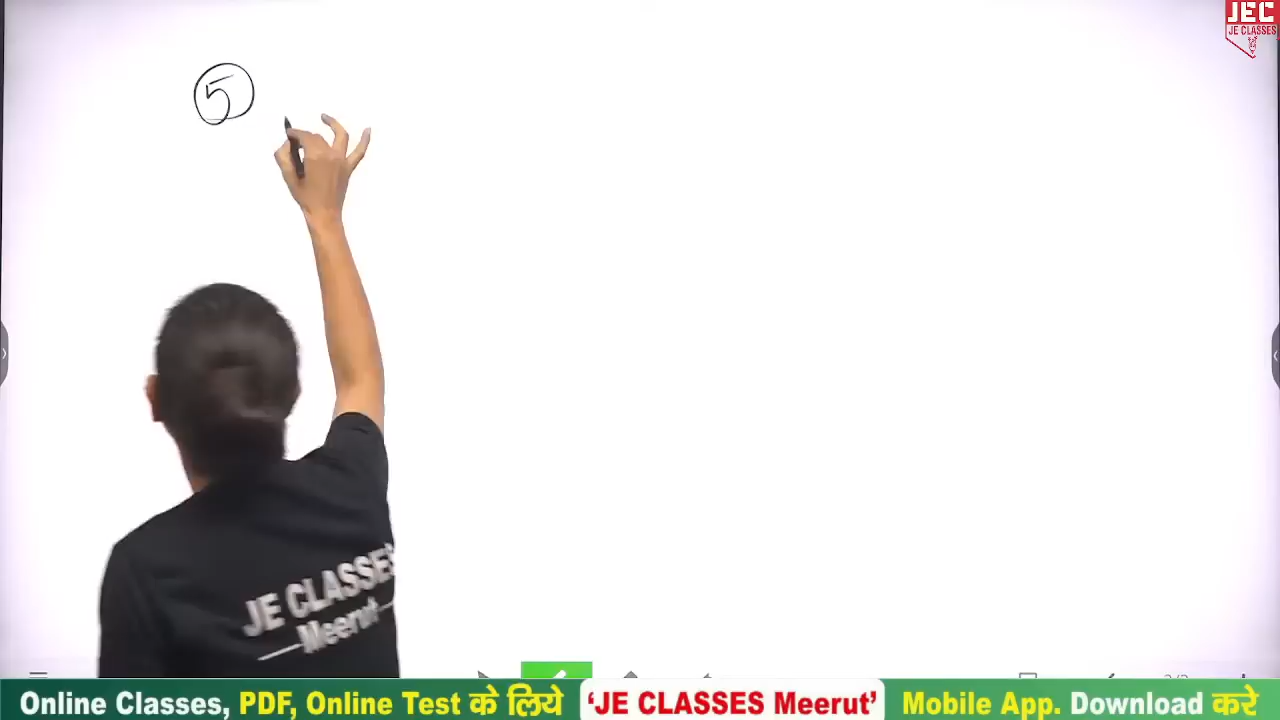 JEC
JE CLASSES
5
JE CLASSES
Meerut
Online Classes, PDF, Online Test के लिये 'JE CLASSES Meerut' Mobile App. Download करे